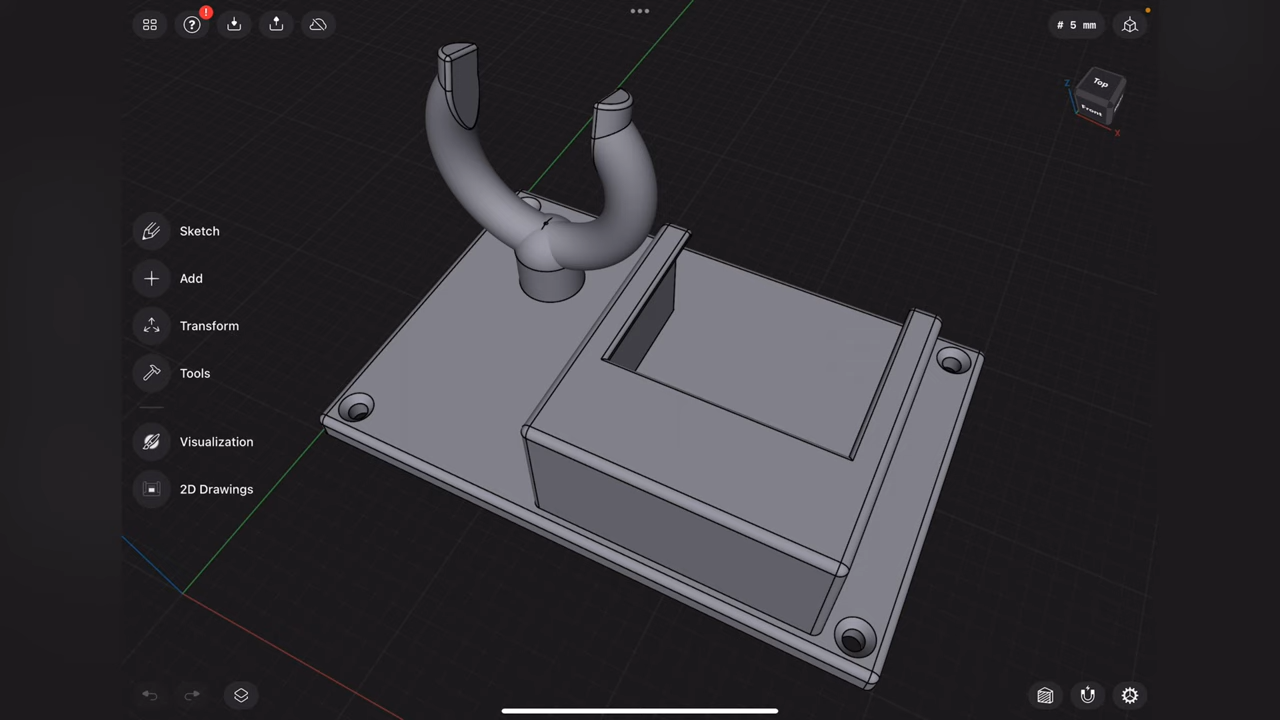 !
# 5 mm
Top
Front
Z
X
Sketch
Add
Transform
Tools
Visualization
2D Drawings